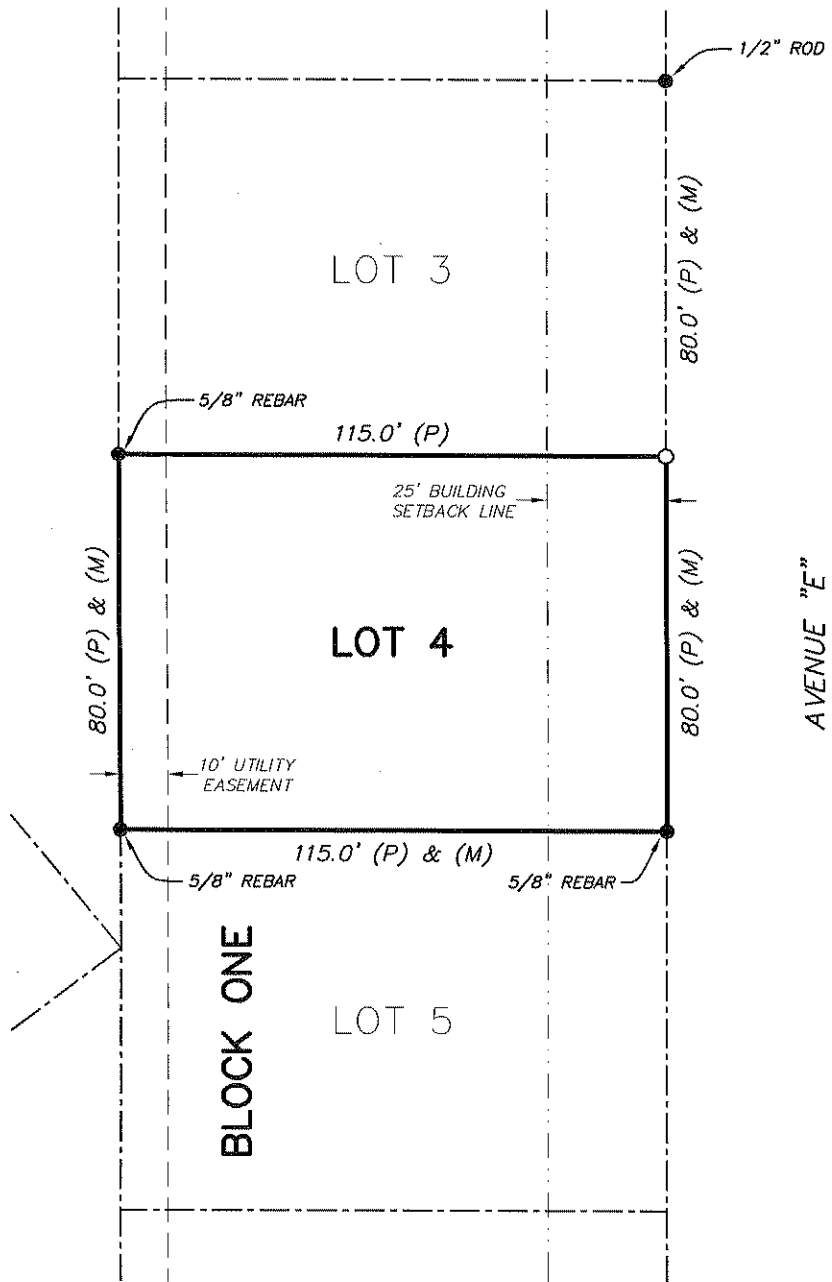 1/2" ROD
80.0' (P) & (M)
LOT 3
5/8" REBAR
115.0' (P)
25' BUILDING
SETBACK LINE
80.0' (P) & (M)
LOT 4
80.0' (P) & (M)
AVENUE "E"
10' UTILITY
EASEMENT
115.0' (P) & (M)
5/8" REBAR
5/8" REBAR
BLOCK ONE
LOT 5